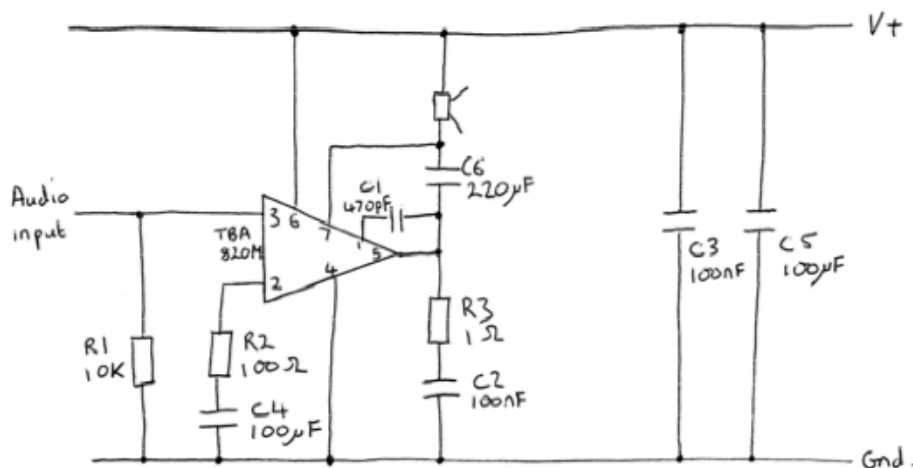 V+
C6
220µF
C1
470pF
Audio
input
3
6
7
1
5
TBA
820M
4
2
C3
100nF
C5
100µF
R3
1Ω
R1
10K
R2
100Ω
C2
100nF
C4
100µF
Gnd.